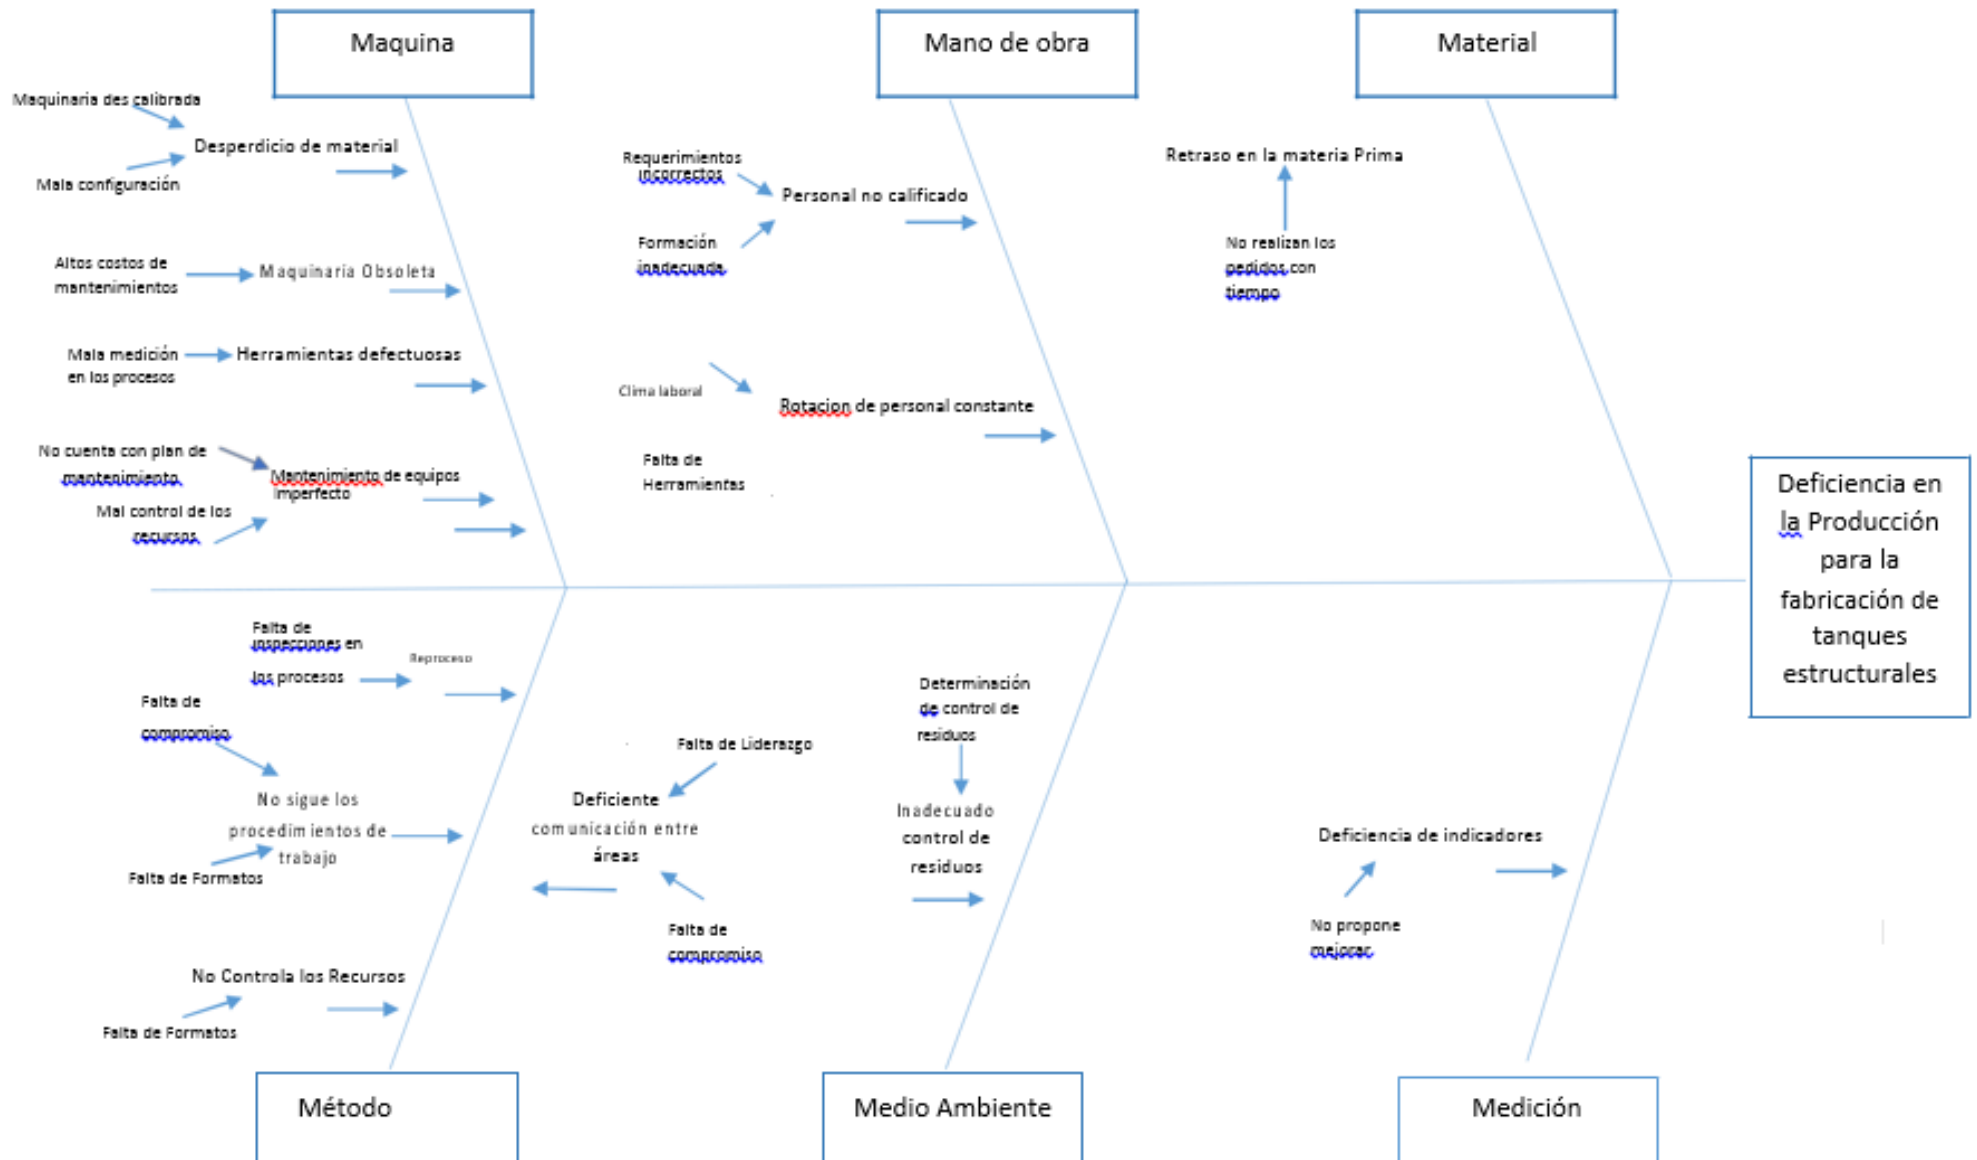 Maquina
Mano de obra
Material
Maquinaria des calibrada
Desperdicio de material
Mala configuración
Altos costos de
mantenimientos
Maquinaria Obsoleta
Mala medición
en los procesos
Herramientas defectuosas
No cuenta con plan de
mantenimiento
Mantenimiento de equipos
Imperfecto
Mal control de los
recursos
Requerimientos
incorrectos
Personal no calificado
Formación
inadecuada
Clima laboral
Rotacion de personal constante
Falta de
Herramientas
Retraso en la materia Prima
No realizan los
pedidos con
tiempo
Deficiencia en
la Producción
para la
fabricación de
tanques
estructurales
Falta de
inspecciones en
los procesos
Reproceso
Falta de
compromiso
No sigue los
procedimientos de
trabajo
Falta de Formatos
No Controla los Recursos
Falta de Formatos
Falta de Liderazgo
Deficiente
comunicación entre
áreas
Falta de
compromiso
Determinación
de control de
residuos
Inadecuado
control de
residuos
Deficiencia de indicadores
No propone
mejorar
Método
Medio Ambiente
Medición